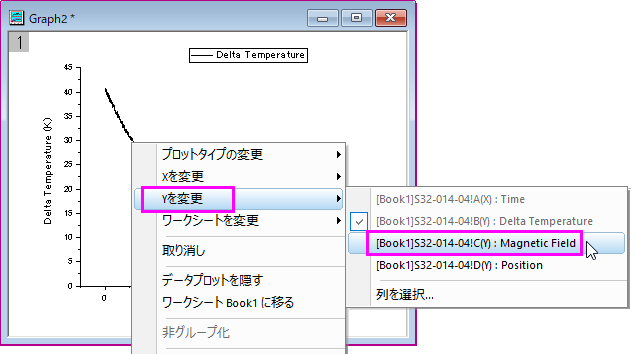 Graph2 *
1
Delta Temperature
Delta Temperature (K)
45
40
35
30
25
20
15
10
5
0
0
プロットタイプの変更
Xを変更
Yを変更
ワークシートを変更
取り消し
データプロットを隠す
ワークシート Book1 に移る
非グループ化
[Book1]S32-014-04!A(X) : Time
[Book1]S32-014-04!B(Y) : Delta Temperature
[Book1]S32-014-04!C(Y) : Magnetic Field
[Book1]S32-014-04!D(Y) : Position
列を選択...